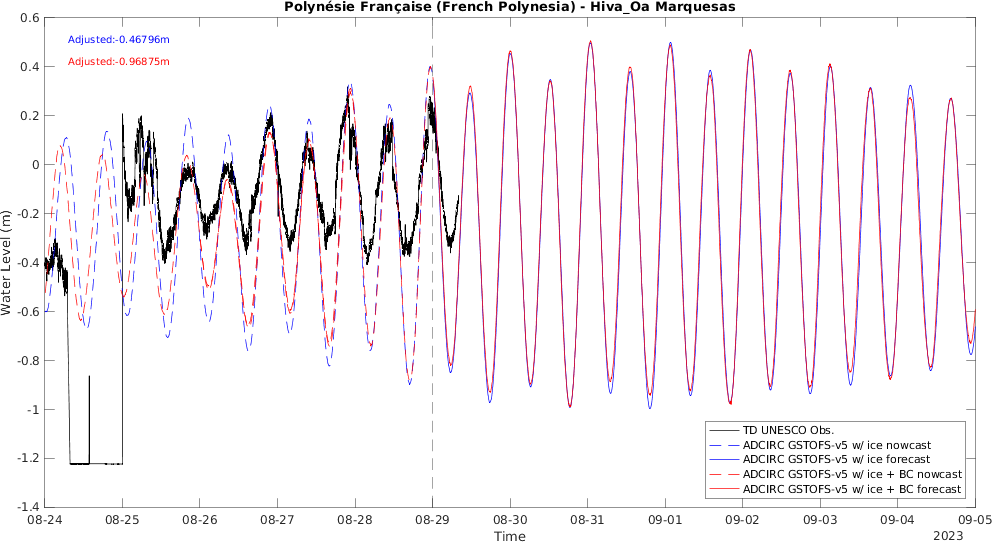 Polynésie Française (French Polynesia) - Hiva_Oa Marquesas
Adjusted:-0.46796m
Adjusted:-0.96875m
0.6
0.4
0.2
0
-0.2
-0.4
-0.6
-0.8
-1
-1.2
-1.4
Water Level (m)
TD UNESCO Obs.
ADCIRC GSTOFS-v5 w/ ice nowcast
ADCIRC GSTOFS-v5 w/ ice forecast
ADCIRC GSTOFS-v5 w/ ice + BC nowcast
ADCIRC GSTOFS-v5 w/ ice + BC forecast
08-24 08-25 08-26 08-27 08-28 08-29 08-30 08-31 09-01 09-02 09-03 09-04 09-05
2023
Time